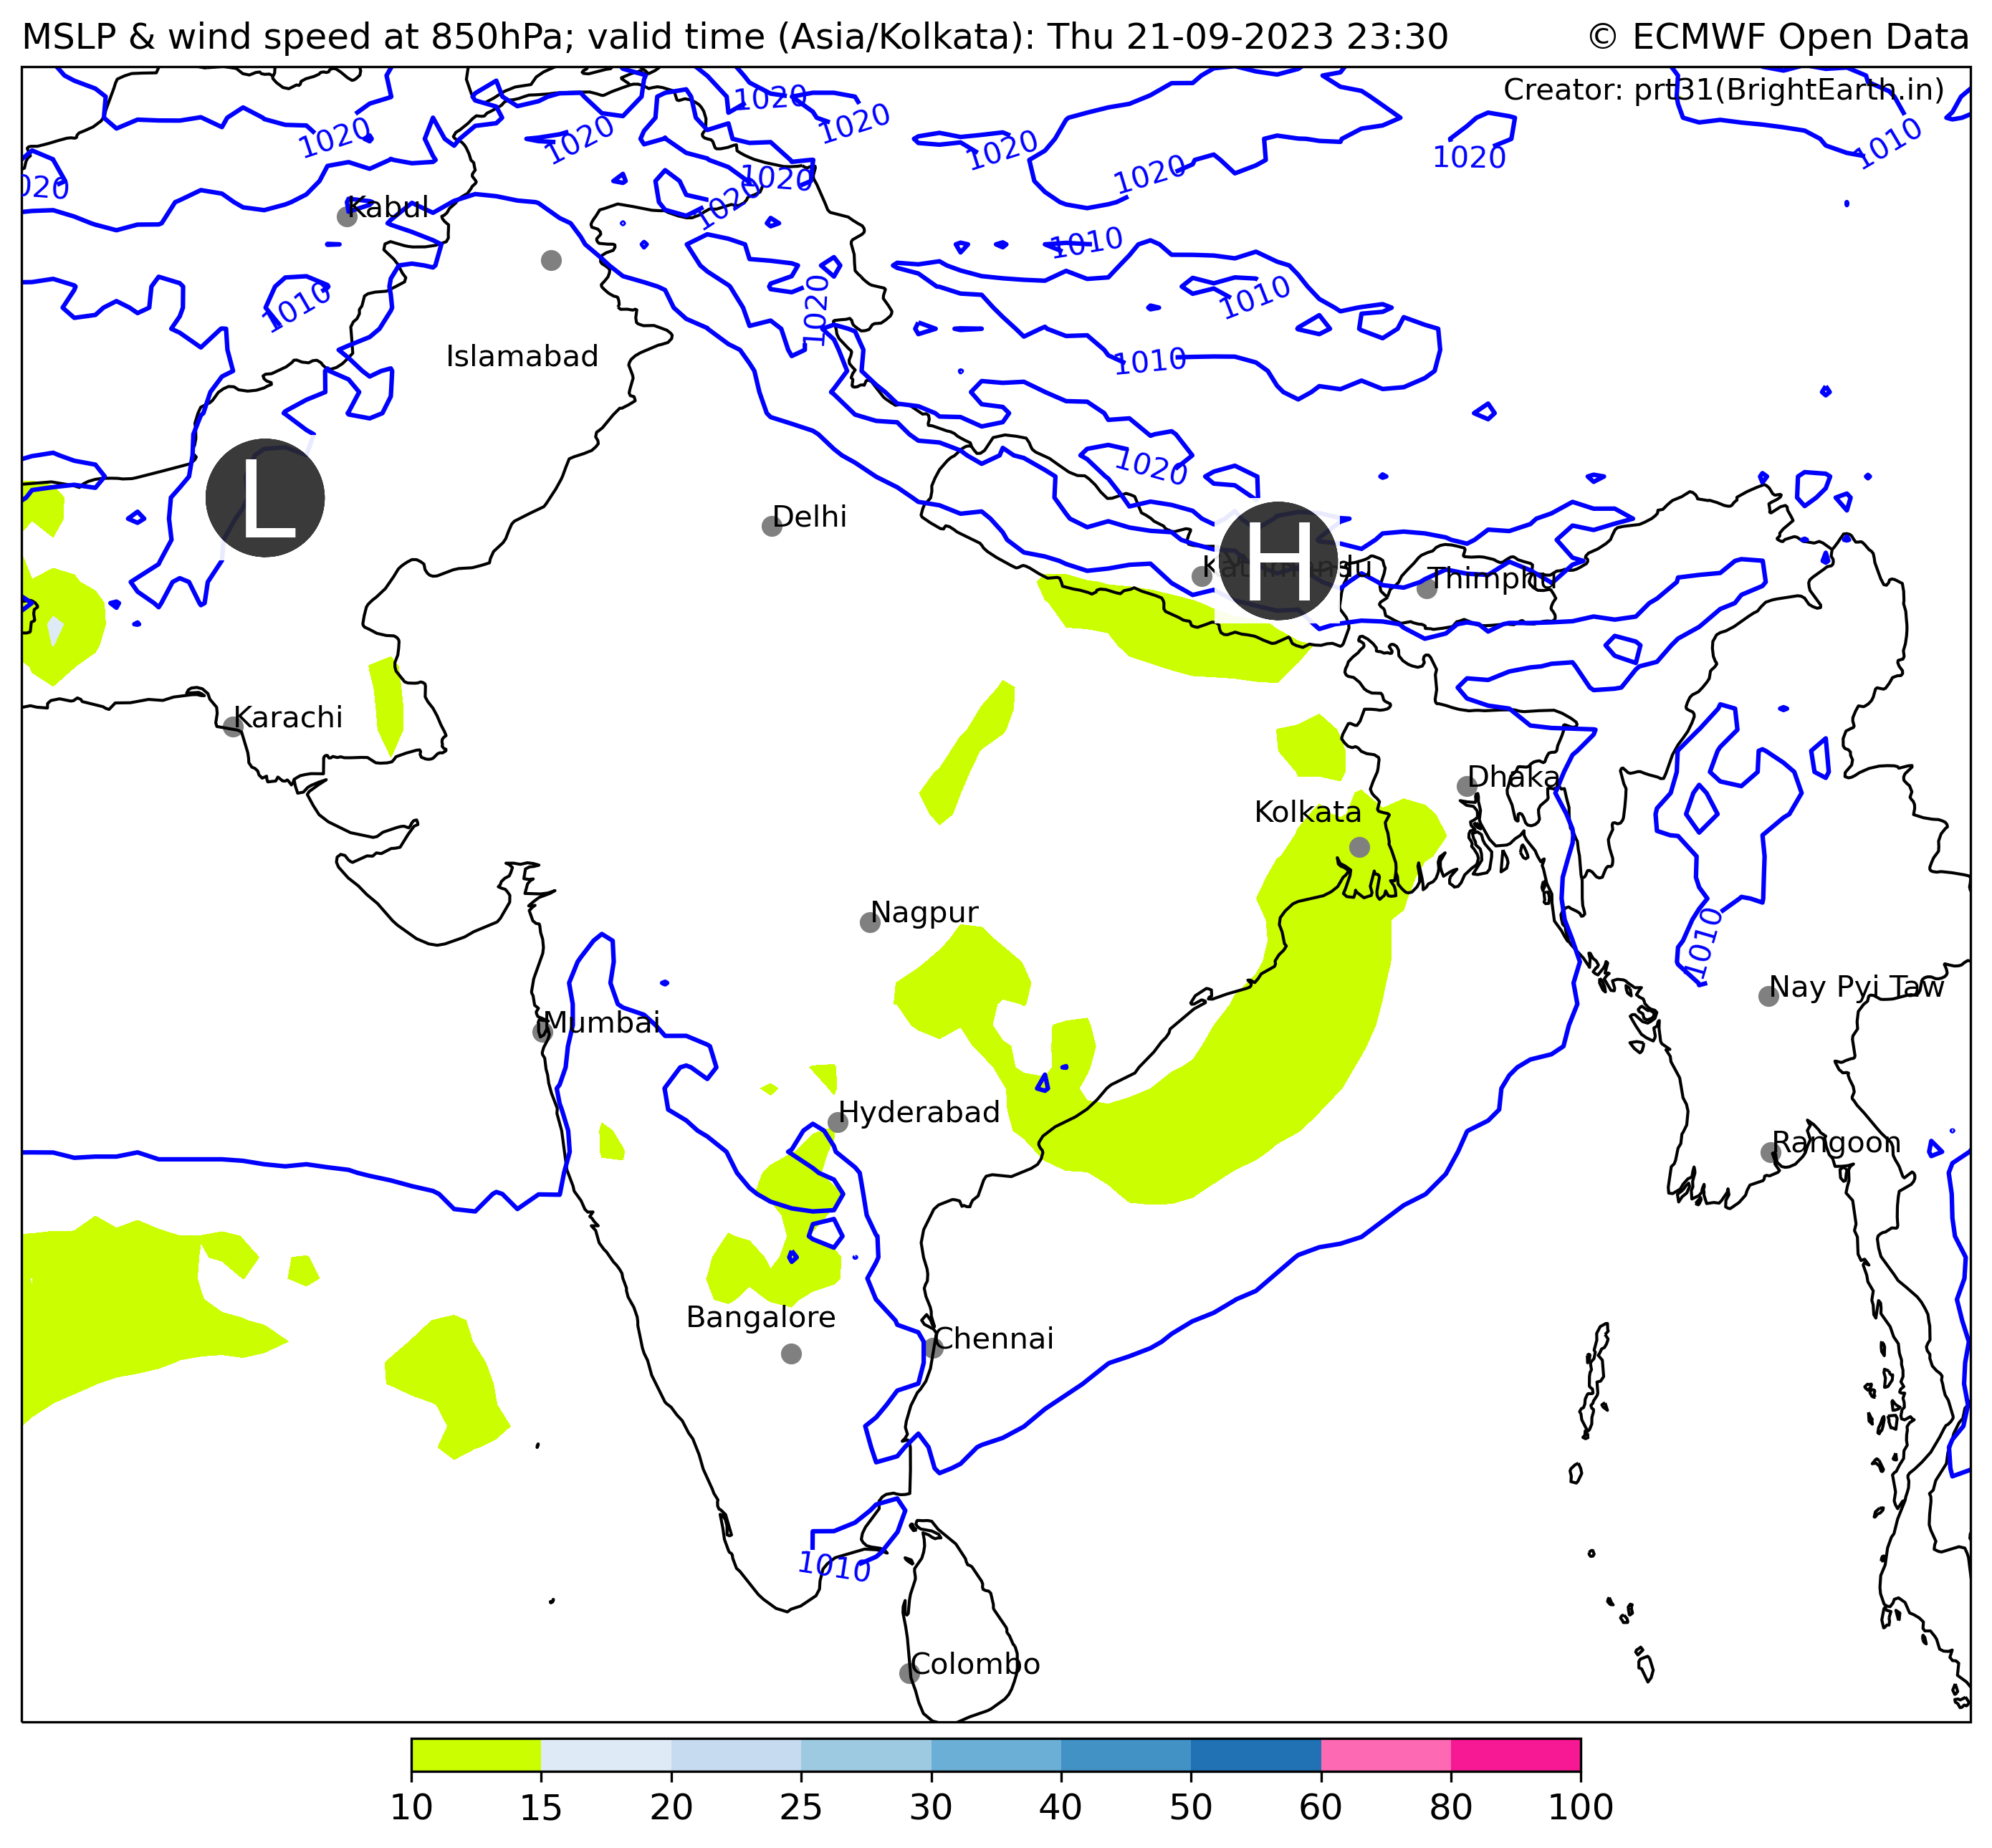 MSLP & wind speed at 850hPa; valid time (Asia/Kolkata): Thu 21-09-2023 23:30 © ECMWF Open Data
Creator: prt31(BrightEarth.in)
1020
1020
1020
1020
1020
1020
1020
1010
1020
1020
1020
020
1020
Kabul
1010
1010
1010
1020
Islamabad
1010
1020
L
Delhi
H
Thimphu
Karachi
Dhaka
Kolkata
Nagpur
1010
Nay Pyi Taw
Mumbai
Hyderabad
Rangoon
Bangalore
Chennai
1010
Colombo
10 15 20 25 30 40 50 60 80 100